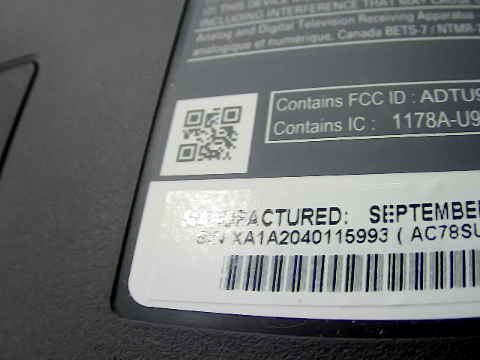 INCLUDING INTERFERENCE THAT MAY CAUSE
Analog and Digital Television Receiving Apparatus
analogique et numérique, Canada BETS-7 / NTMR-
Contains FCC ID : ADTU9
Contains IC : 1178A-U9
MANUFACTURED: SEPTEMBER
S/N XA1A2040115993 ( AC78SU